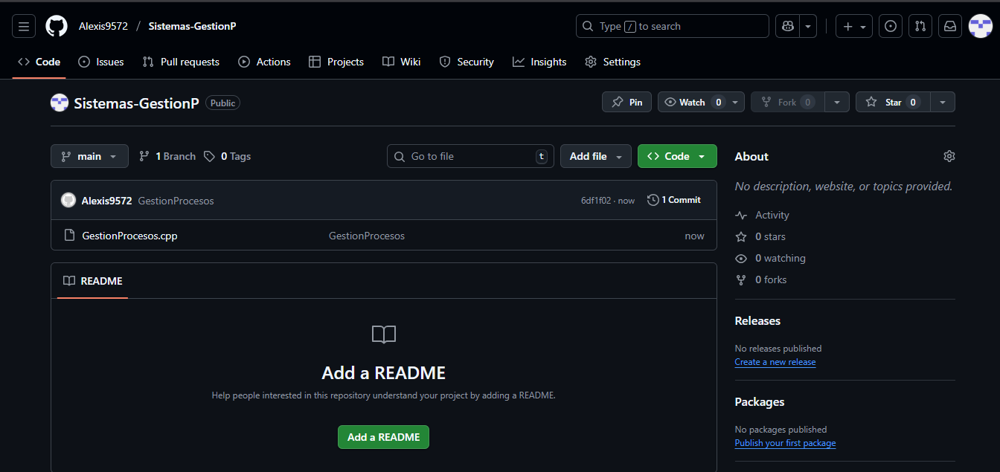 Alexis9572 / Sistemas-GestionP Type / to search
Code Issues Pull requests Actions Projects Wiki Security Insights Settings
Sistemas-GestionP Public Pin Watch 0 Fork 0 Star 0
main 1 Branch 0 Tags Go to file t Add file Code
Alexis9572 GestionProcesos 6df1f02 · now 1 Commit
GestionProcesos.cpp GestionProcesos now
README
Add a README
Help people interested in this repository understand your project by adding a README.
Add a README
About
No description, website, or topics provided.
Activity
0 stars
0 watching
0 forks
Releases
No releases published
Create a new release
Packages
No packages published
Publish your first package